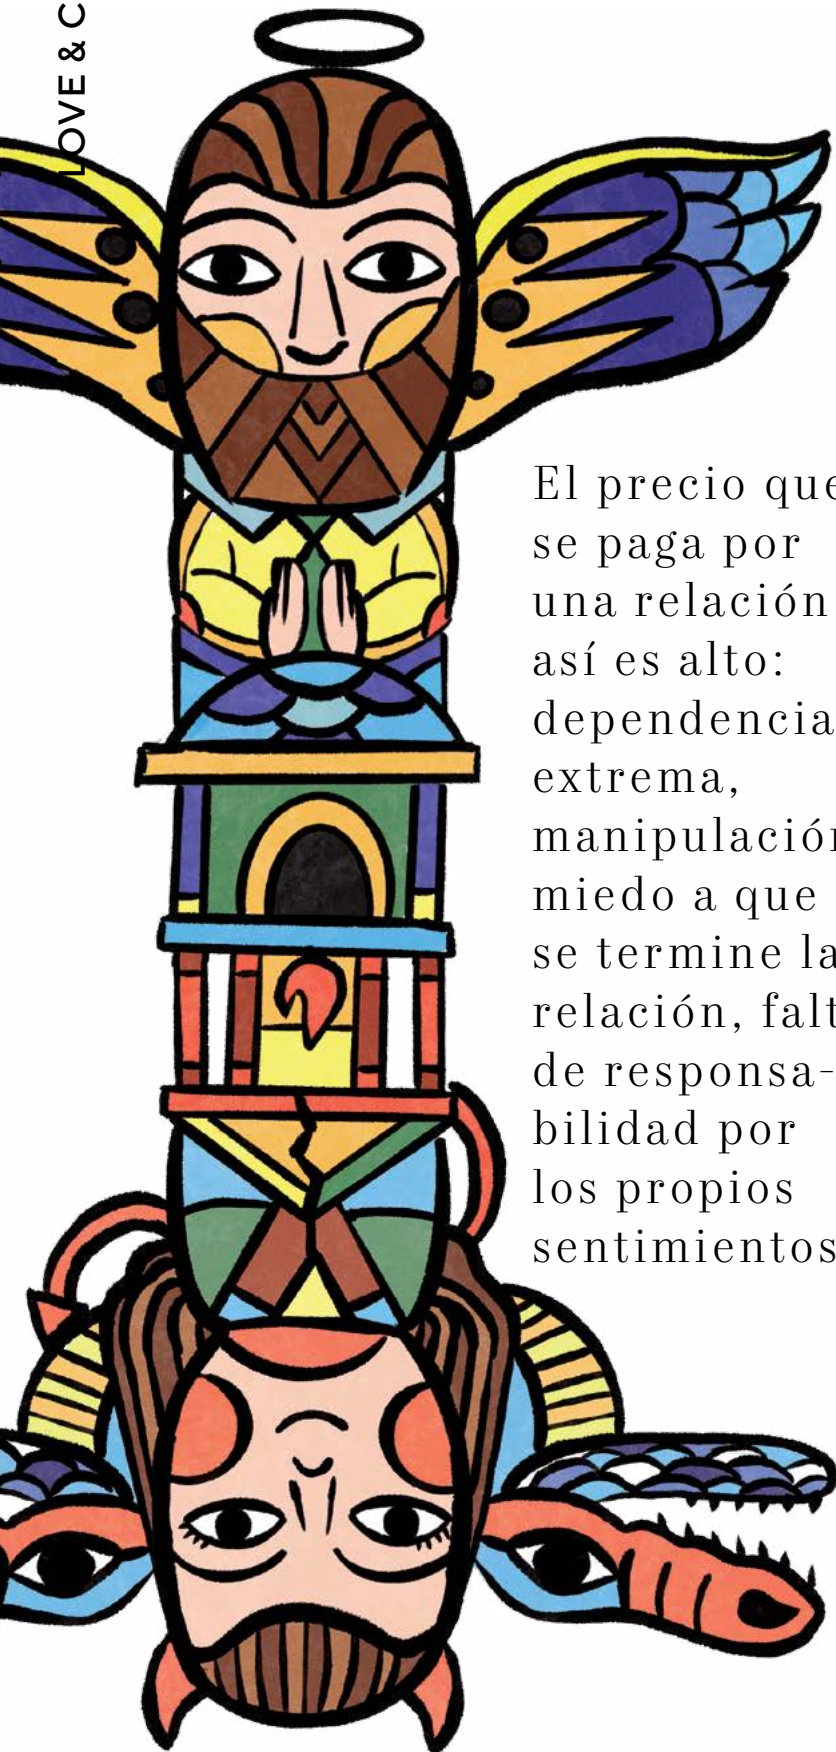 LOVE & C
El precio que
se paga por
una relación
así es alto:
dependencia
extrema,
manipulación
miedo a que
se termine la
relación, falt
de responsa-
bilidad por
los propios
sentimientos